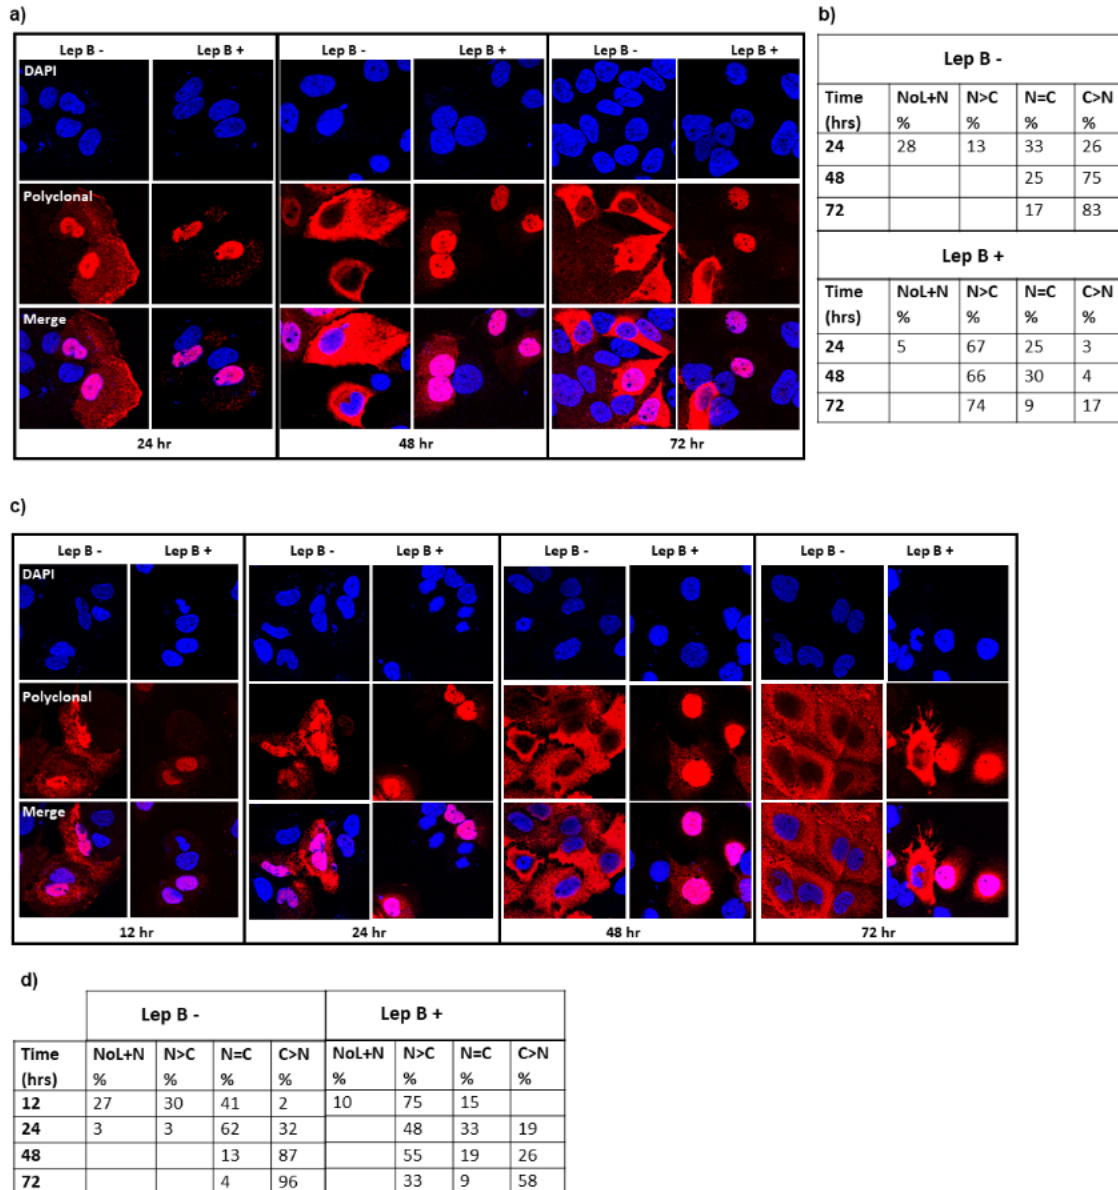 a)
Lep B - Lep B + Lep B - Lep B + Lep B - Lep B +
DAPI
Polyclonal
Merge
24 hr 48 hr 72 hr
b)
Lep B -
Time NoL+N N>C N=C C>N
(hrs) % % % %
24 28 13 33 26
48 25 75
72 17 83
Lep B +
Time NoL+N N>C N=C C>N
(hrs) % % % %
24 5 67 25 3
48 66 30 4
72 74 9 17
c)
Lep B - Lep B + Lep B - Lep B + Lep B - Lep B + Lep B - Lep B +
DAPI
Polyclonal
Merge
12 hr 24 hr 48 hr 72 hr
d)
Lep B - Lep B +
Time NoL+N N>C N=C C>N NoL+N N>C N=C C>N
(hrs) % % % % % % % %
12 27 30 41 2 10 75 15
24 3 3 62 32 48 33 19
48 13 87 55 19 26
72 4 96 33 9 58